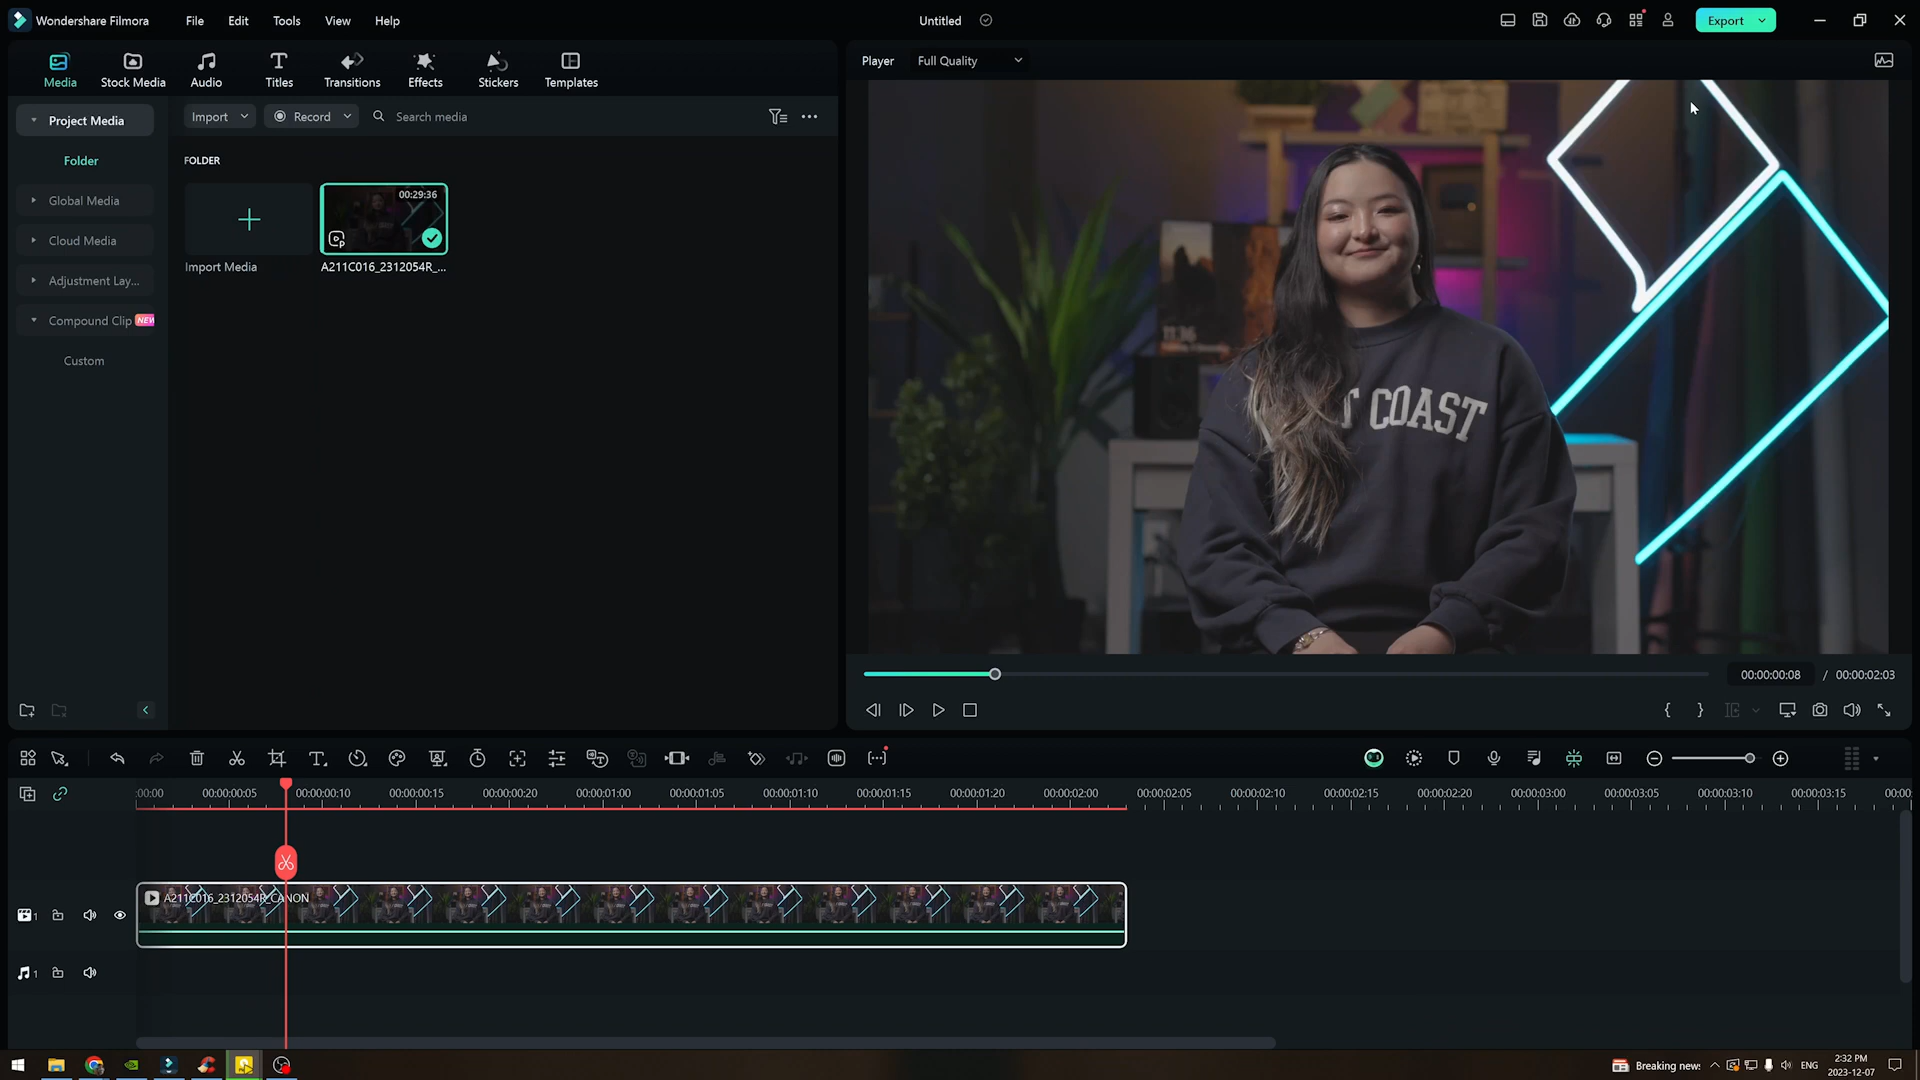 Wondershare Filmora
File
Edit
Tools
View
Help
Untitled
Export
Media
Stock Media
Audio
Titles
Transitions
Effects
Stickers
Templates
Player
Full Quality
Project Media
Folder
Global Media
Cloud Media
Adjustment Lay...
Compound Clip NEW
Custom
Import
Record
Search media
FOLDER
00:29:36
Import Media
A211C016_2312054R_...
T COAST
11:36
00:00:00:08 / 00:00:02:03
:00:00
00:00:00:05
00:00:00:10
00:00:00:15
00:00:00:20
00:00:01:00
00:00:01:05
00:00:01:10
00:00:01:15
00:00:01:20
00:00:02:00
00:00:02:05
00:00:02:10
00:00:02:15
00:00:02:20
00:00:03:00
00:00:03:05
00:00:03:10
00:00:03:15
00:00:
A211C016_2312054R_CANON
1
1
Breaking news
ENG
2:32 PM
2023-12-07